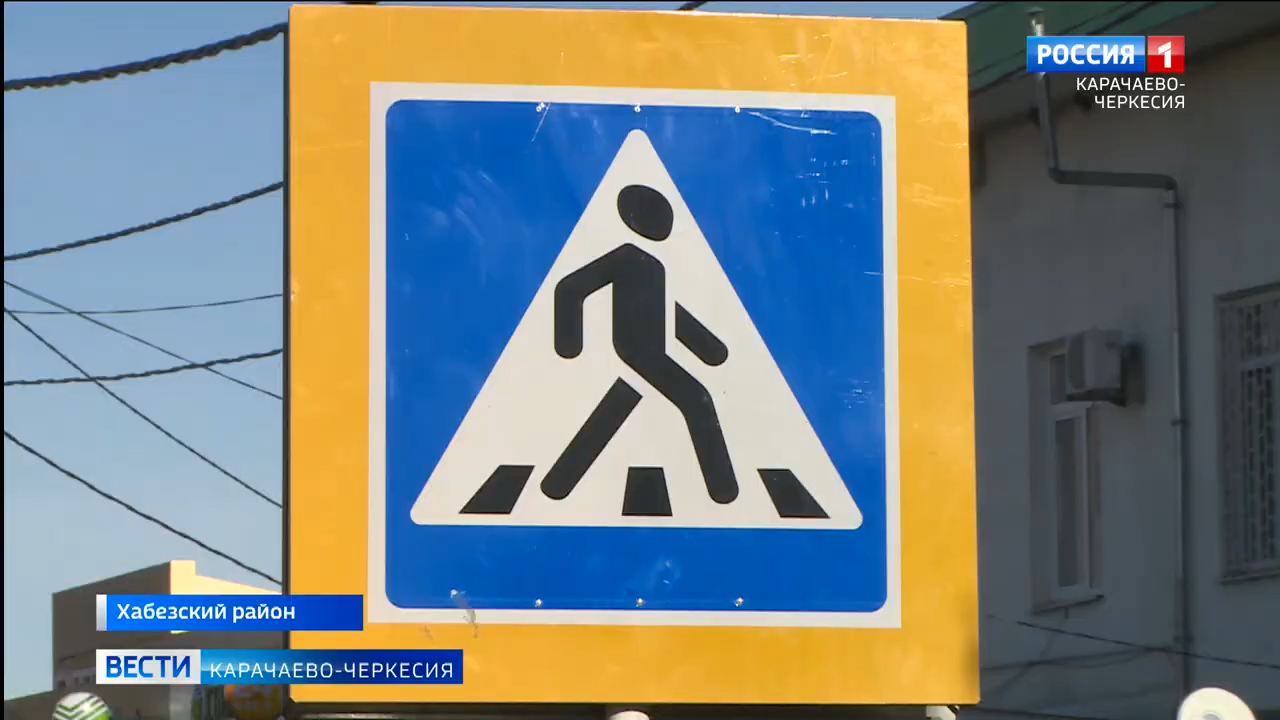 РОССИЯ 1
КАРАЧАЕВО-
ЧЕРКЕСИЯ
Хабезский район
ВЕСТИ КАРАЧАЕВО-ЧЕРКЕСИЯ